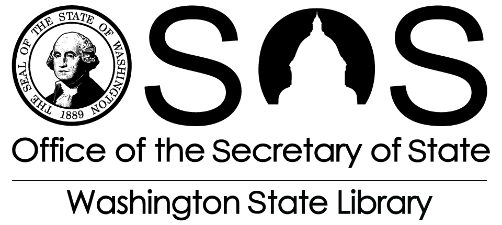 THE SEAL OF THE STATE OF WASHINGTON
1889
SOS
Office of the Secretary of State
Washington State Library